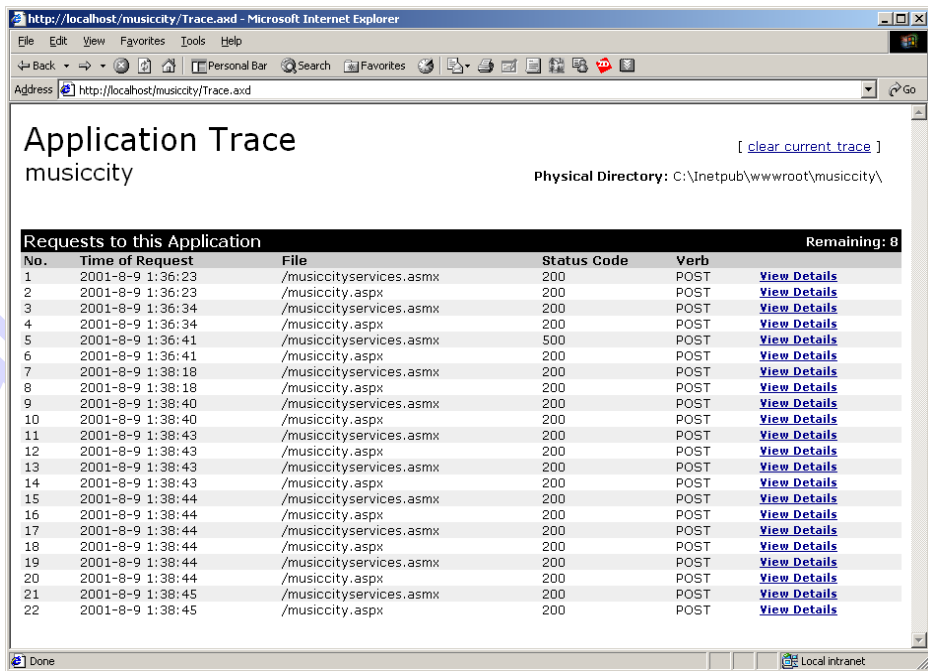 http://localhost/musiccity/Trace.axd - Microsoft Internet Explorer
File Edit View Favorites Tools Help
Back Personal Bar Search Favorites
Address http://localhost/musiccity/Trace.axd Go
Application Trace
[ clear current trace ]
musiccity
Physical Directory: C:\Inetpub\wwwroot\musiccity\
Requests to this Application Remaining: 8
No. Time of Request File Status Code Verb
1 2001-8-9 1:36:23 /musiccityservices.asmx 200 POST View Details
2 2001-8-9 1:36:23 /musiccity.aspx 200 POST View Details
3 2001-8-9 1:36:34 /musiccityservices.asmx 200 POST View Details
4 2001-8-9 1:36:34 /musiccity.aspx 200 POST View Details
5 2001-8-9 1:36:41 /musiccityservices.asmx 500 POST View Details
6 2001-8-9 1:36:41 /musiccity.aspx 200 POST View Details
7 2001-8-9 1:38:18 /musiccityservices.asmx 200 POST View Details
8 2001-8-9 1:38:18 /musiccity.aspx 200 POST View Details
9 2001-8-9 1:38:40 /musiccityservices.asmx 200 POST View Details
10 2001-8-9 1:38:40 /musiccity.aspx 200 POST View Details
11 2001-8-9 1:38:43 /musiccityservices.asmx 200 POST View Details
12 2001-8-9 1:38:43 /musiccity.aspx 200 POST View Details
13 2001-8-9 1:38:43 /musiccityservices.asmx 200 POST View Details
14 2001-8-9 1:38:43 /musiccity.aspx 200 POST View Details
15 2001-8-9 1:38:44 /musiccityservices.asmx 200 POST View Details
16 2001-8-9 1:38:44 /musiccity.aspx 200 POST View Details
17 2001-8-9 1:38:44 /musiccityservices.asmx 200 POST View Details
18 2001-8-9 1:38:44 /musiccity.aspx 200 POST View Details
19 2001-8-9 1:38:44 /musiccityservices.asmx 200 POST View Details
20 2001-8-9 1:38:44 /musiccity.aspx 200 POST View Details
21 2001-8-9 1:38:45 /musiccityservices.asmx 200 POST View Details
22 2001-8-9 1:38:45 /musiccity.aspx 200 POST View Details
Done Local intranet